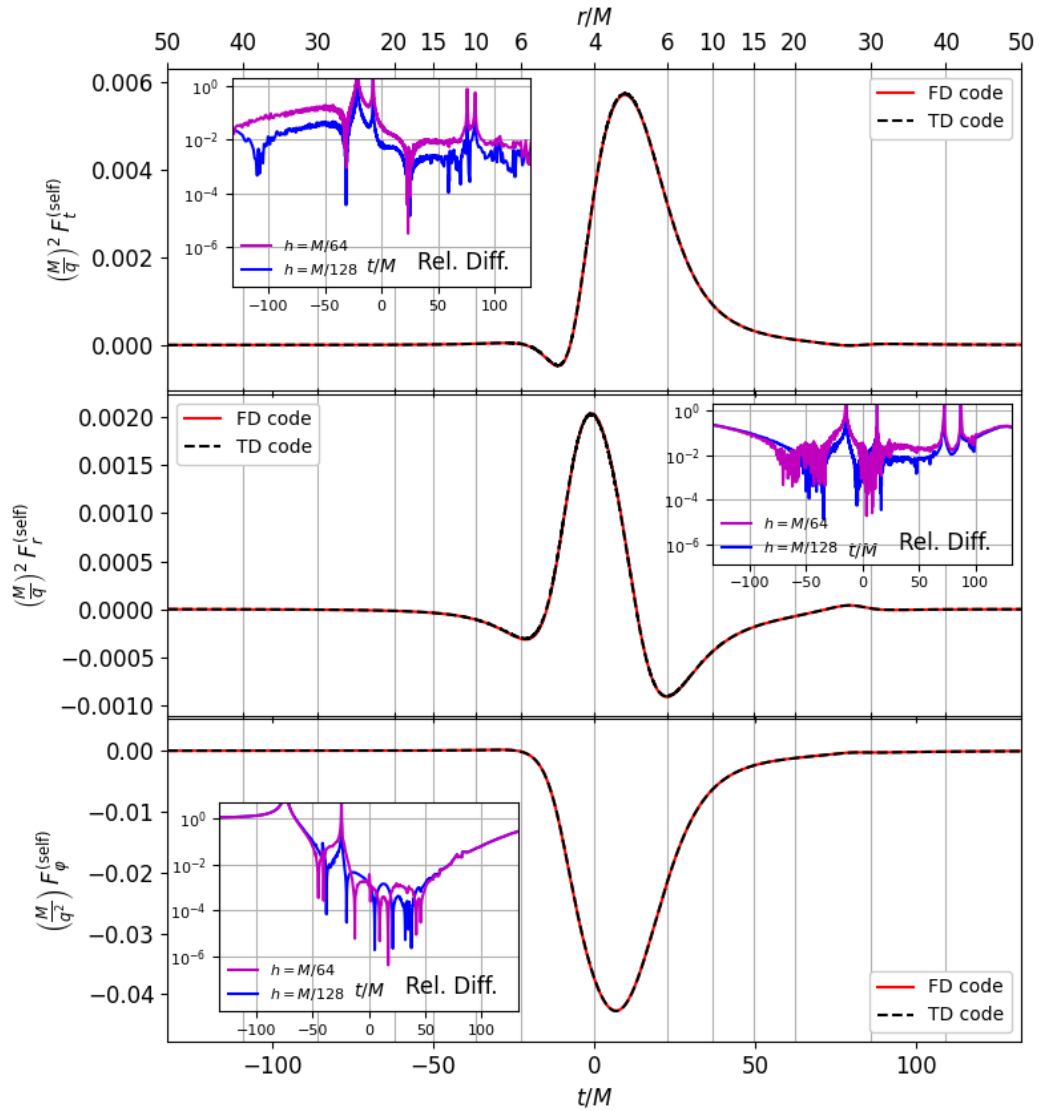 r/M
50 38 26 18 15 10 6 4 6 10 15 20 40 50
0.006
0.004
0.002
0.000
(M/q)² F_t^(self)
FD code
TD code
10⁰
10⁻²
10⁻⁴
10⁻⁶
h = M/64
h = M/128
t/M
Rel. Diff.
−100 −50 0 50 100
0.0020
0.0015
0.0010
0.0005
0.0000
−0.0005
−0.0010
(M/q)² F_r^(self)
FD code
TD code
10⁰
10⁻²
10⁻⁴
10⁻⁶
h = M/64
h = M/128
t/M
Rel. Diff.
−100 −50 0 50 100
0.00
−0.01
−0.02
−0.03
−0.04
(M/q²) F_φ^(self)
10⁰
10⁻²
10⁻⁴
10⁻⁶
h = M/64
h = M/128
t/M
Rel. Diff.
−100 −50 0 50 100
FD code
TD code
−100 −50 0 50 100
t/M